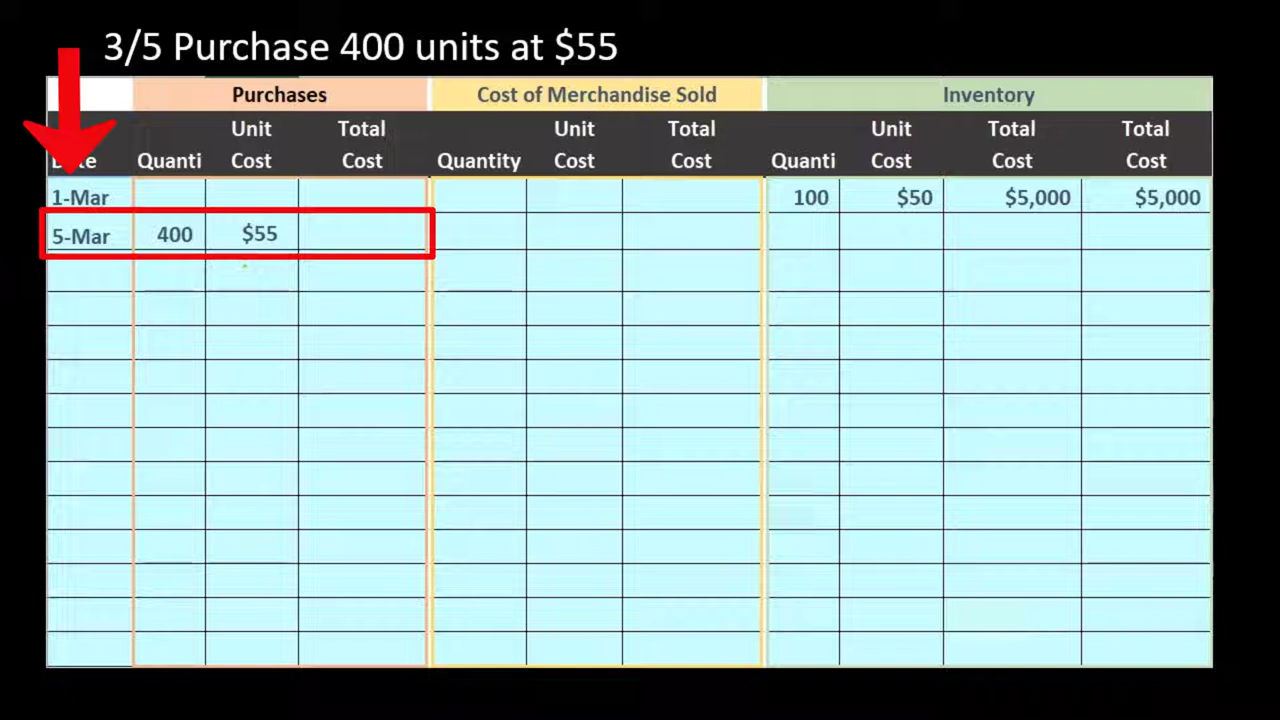 3/5 Purchase 400 units at $55
Purchases Cost of Merchandise Sold Inventory
Unit Total Unit Total Unit Total Total
Quanti Cost Cost Quantity Cost Cost Quanti Cost Cost Cost
1-Mar 100 $50 $5,000 $5,000
5-Mar 400 $55